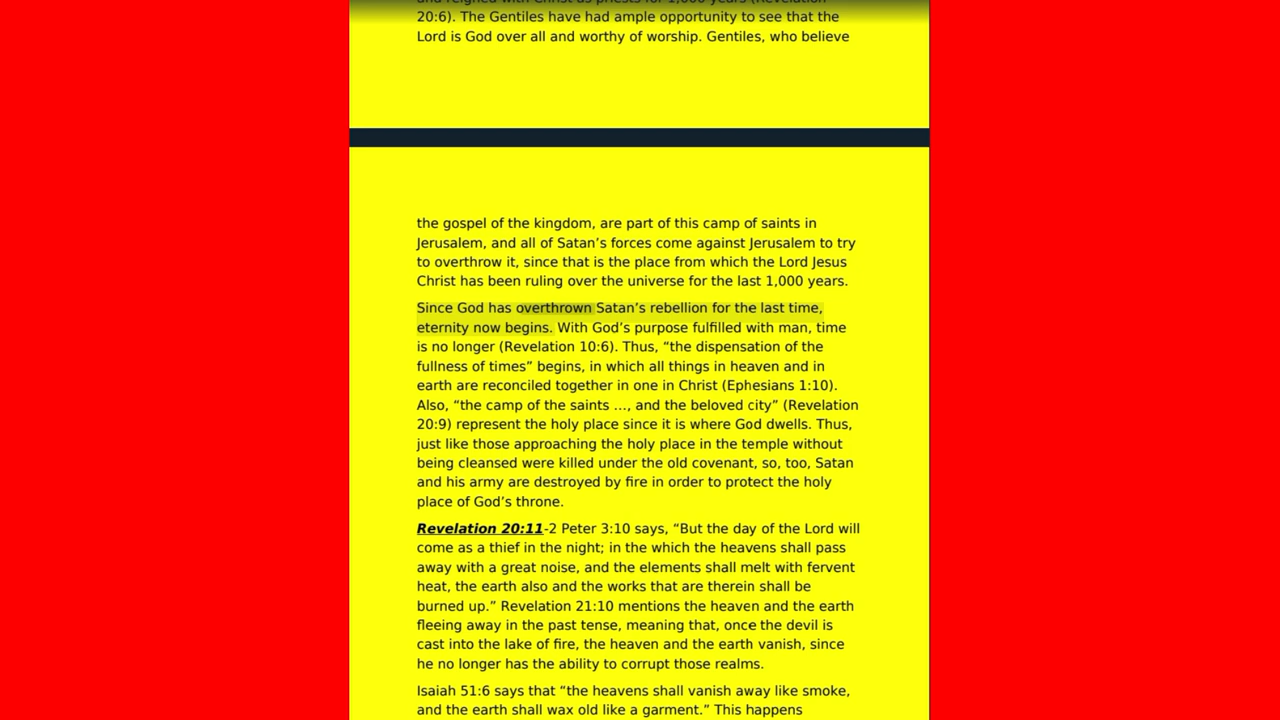 and reigned with Christ as priests for 1,000 years (Revelation
20:6). The Gentiles have had ample opportunity to see that the
Lord is God over all and worthy of worship. Gentiles, who believe
the gospel of the kingdom, are part of this camp of saints in
Jerusalem, and all of Satan’s forces come against Jerusalem to try
to overthrow it, since that is the place from which the Lord Jesus
Christ has been ruling over the universe for the last 1,000 years.
Since God has overthrown Satan’s rebellion for the last time,
eternity now begins. With God’s purpose fulfilled with man, time
is no longer (Revelation 10:6). Thus, “the dispensation of the
fullness of times” begins, in which all things in heaven and in
earth are reconciled together in one in Christ (Ephesians 1:10).
Also, “the camp of the saints …, and the beloved city” (Revelation
20:9) represent the holy place since it is where God dwells. Thus,
just like those approaching the holy place in the temple without
being cleansed were killed under the old covenant, so, too, Satan
and his army are destroyed by fire in order to protect the holy
place of God’s throne.
Revelation 20:11-2 Peter 3:10 says, “But the day of the Lord will
come as a thief in the night; in the which the heavens shall pass
away with a great noise, and the elements shall melt with fervent
heat, the earth also and the works that are therein shall be
burned up.” Revelation 21:10 mentions the heaven and the earth
fleeing away in the past tense, meaning that, once the devil is
cast into the lake of fire, the heaven and the earth vanish, since
he no longer has the ability to corrupt those realms.
Isaiah 51:6 says that “the heavens shall vanish away like smoke,
and the earth shall wax old like a garment.” This happens